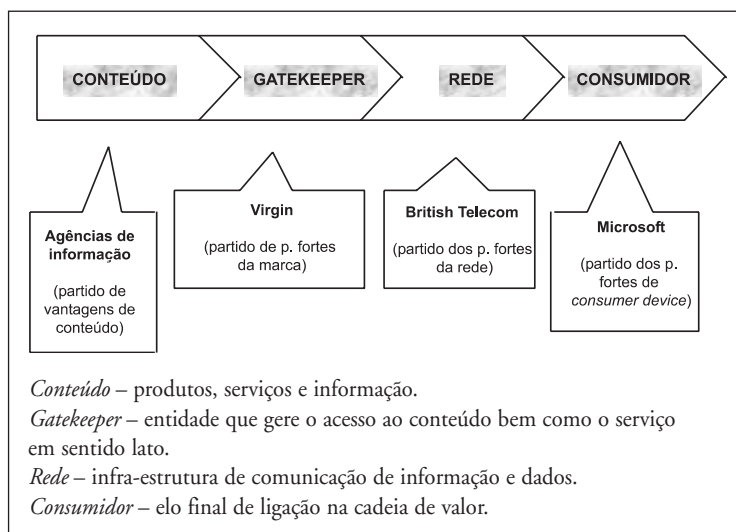 CONTEÚDO
GATEKEEPER
REDE
CONSUMIDOR
Agências de
informação
(partido de
vantagens de
conteúdo)
Virgin
(partido de p. fortes
da marca)
British Telecom
(partido dos p. fortes
da rede)
Microsoft
(partido dos p.
fortes de
consumer device)
Conteúdo – produtos, serviços e informação.
Gatekeeper – entidade que gere o acesso ao conteúdo bem como o serviço
em sentido lato.
Rede – infra-estrutura de comunicação de informação e dados.
Consumidor – elo final de ligação na cadeia de valor.